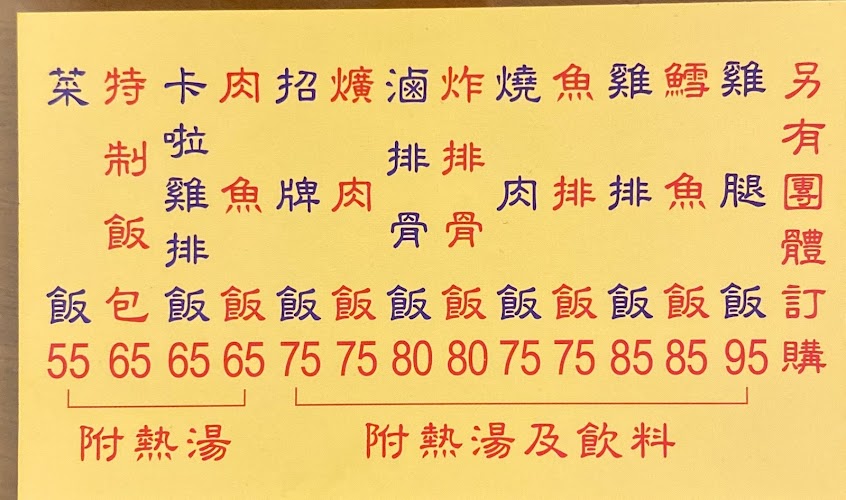 另有團體訂購
雞腿飯 95
鱈魚飯 85
雞排飯 85
魚排飯 75
燒肉飯 75
炸排骨飯 80
滷排骨飯 80
爌肉飯 75
招牌飯 75
附熱湯及飲料
肉魚飯 65
卡啦雞排飯 65
特制飯包 65
菜飯 55
附熱湯